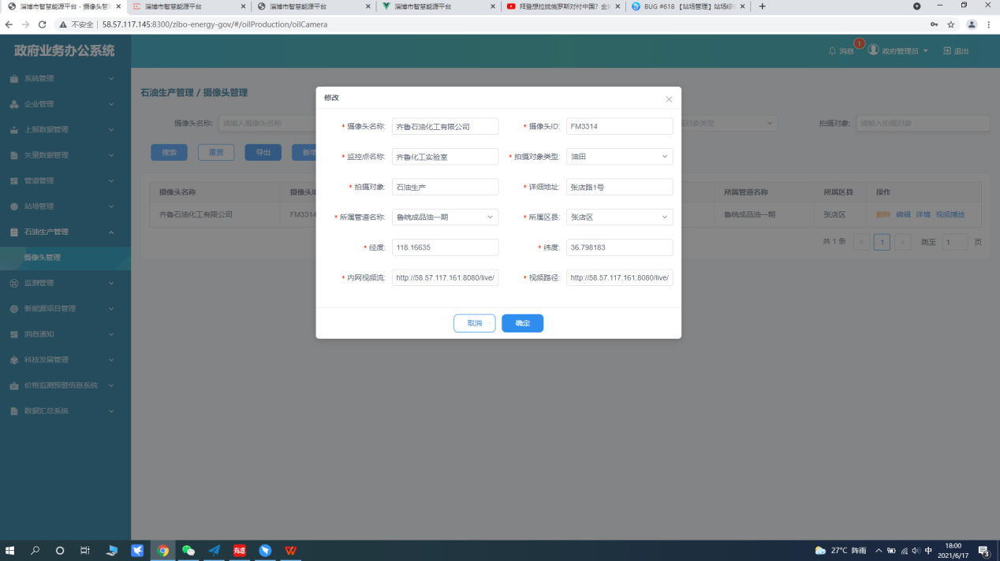 淄博市智慧能源平台 - 摄像头管
淄博市智慧能源平台
淄博市智慧能源平台
淄博市智慧能源平台
拜登想拉拢俄罗斯对付中国？
BUG #618 【站场管理】站场综
不安全 58.57.117.145:8300/zibo-energy-gov/#/oilProduction/oilCamera
政府业务办公系统
消息 1
政府管理员
退出
系统管理
企业管理
上报数据管理
矢量数据管理
管道管理
站场管理
石油生产管理
摄像头管理
监测管理
新能源项目管理
消息通知
科技发展管理
价格监测预警信息系统
数据汇总系统
石油生产管理 / 摄像头管理
摄像头名称: 请输入摄像头名称
对象类型
拍摄对象: 请输入拍摄对象
搜索 重置 导出 新增
摄像头名称 摄像头ID 所属管道名称 所属区县 操作
齐鲁石油化工有限公司 FM3314 鲁皖成品油一期 张店区 删除 编辑 详情 视频播放
共 1 条 < 1 > 跳至 1 页
修改
* 摄像头名称: 齐鲁石油化工有限公司 * 摄像头ID: FM3314
* 监控点名称: 齐鲁化工实验室 * 拍摄对象类型: 油田
* 拍摄对象: 石油生产 * 详细地址: 张店路1号
* 所属管道名称: 鲁皖成品油一期 * 所属区县: 张店区
* 经度: 118.16635 * 纬度: 36.798183
* 内网视频流: http://58.57.117.161:8080/live/ * 视频路径: http://58.57.117.161:8080/live/
取消 确定
有道
27°C 阵雨
中
18:00
2021/6/17
3